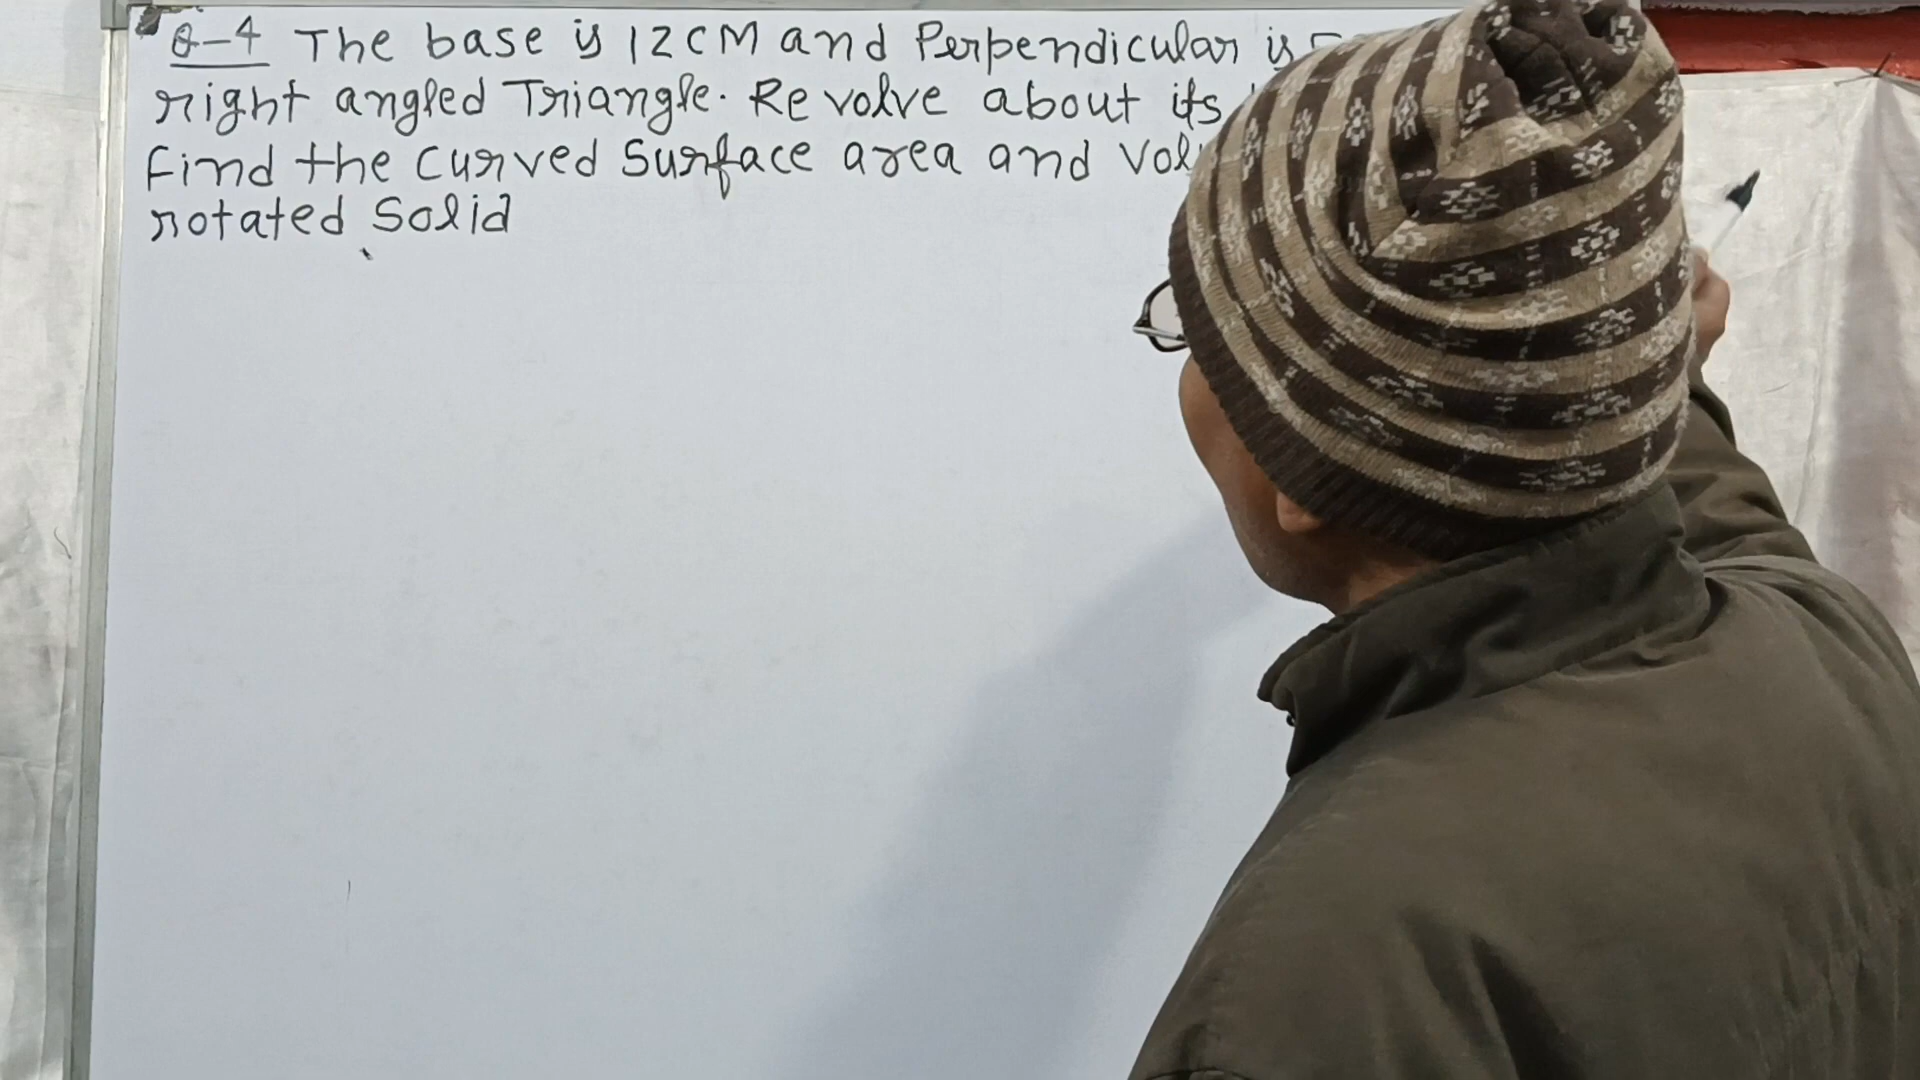 Q-4 The base is 12CM and Perpendicular is
right angled Triangle. Revolve about its
Find the curved Surface area and
rotated Solid